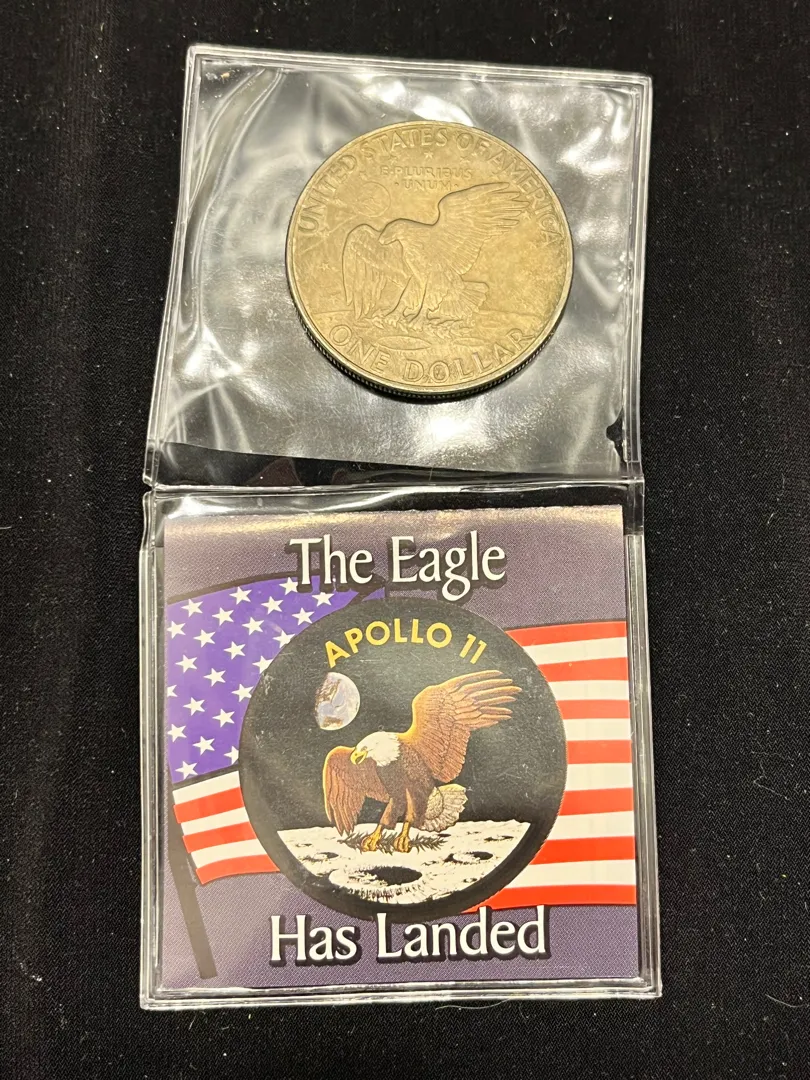 UNITED STATES OF AMERICA
E·PLURIBUS
·UNUM·
ONE DOLLAR
The Eagle
APOLLO 11
Has Landed